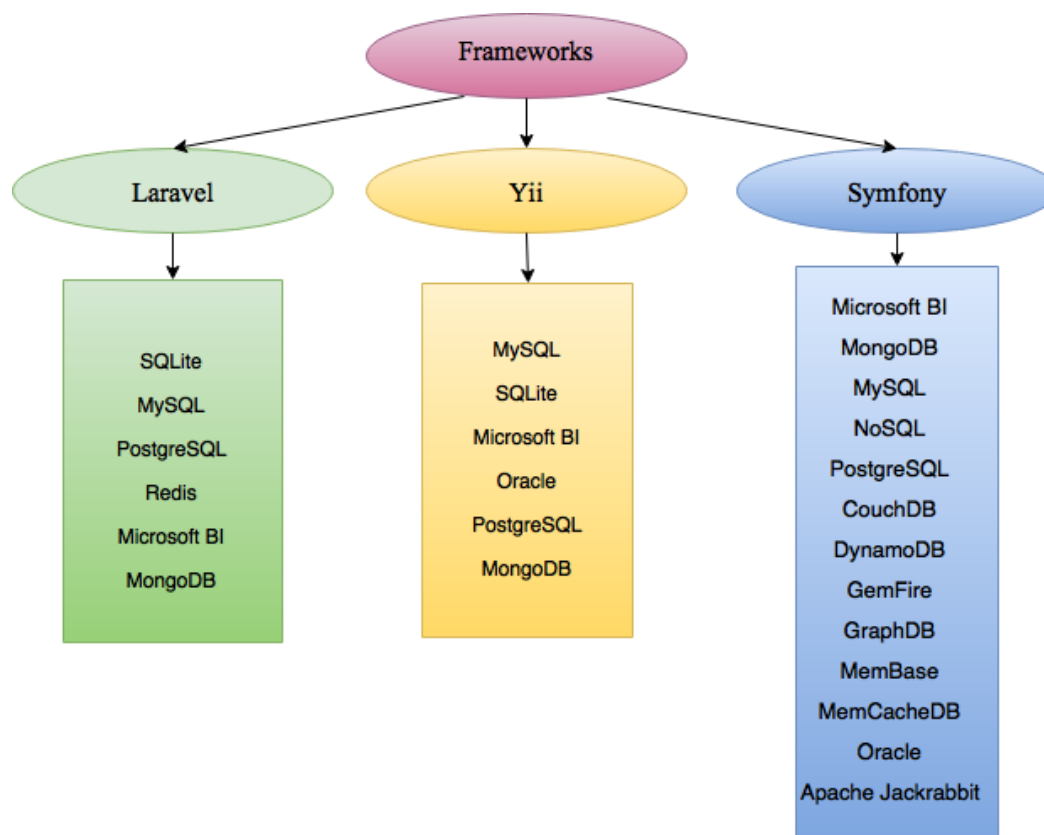 Frameworks
Laravel
Yii
Symfony
SQLite
MySQL
PostgreSQL
Redis
Microsoft BI
MongoDB
MySQL
SQLite
Microsoft BI
Oracle
PostgreSQL
MongoDB
Microsoft BI
MongoDB
MySQL
NoSQL
PostgreSQL
CouchDB
DynamoDB
GemFire
GraphDB
MemBase
MemCacheDB
Oracle
Apache Jackrabbit